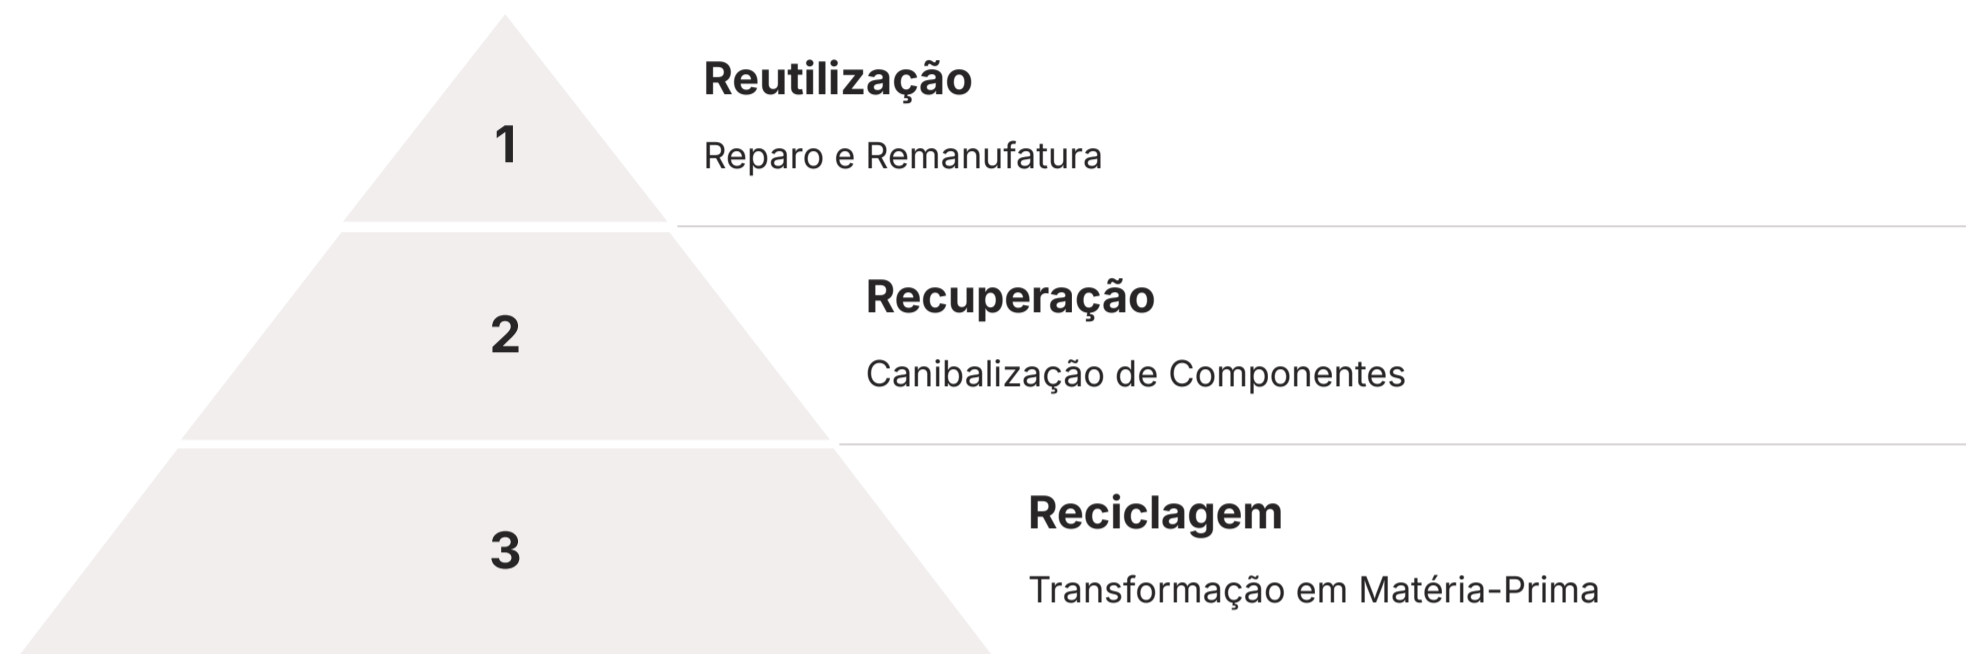 1
Reutilização
Reparo e Remanufatura
2
Recuperação
Canibalização de Componentes
3
Reciclagem
Transformação em Matéria-Prima